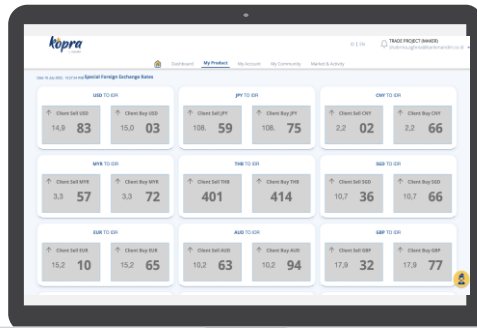 kopra
ID | EN
TRADE PROJECT (MAKER)
Dashboard My Product My Account My Community Market & Activity
Special Foreign Exchange Rates
USD TO IDR JPY TO IDR CNY TO IDR
Client Sell USD Client Buy USD Client Sell JPY Client Buy JPY Client Sell CNY Client Buy CNY
14,9 83 15,0 03 108. 59 108. 75 2,2 02 2,2 66
MYR TO IDR THB TO IDR SGD TO IDR
Client Sell MYR Client Buy MYR Client Sell THB Client Buy THB Client Sell SGD Client Buy SGD
3,3 57 3,3 72 401 414 10,7 36 10,7 66
EUR TO IDR AUD TO IDR GBP TO IDR
Client Sell EUR Client Buy EUR Client Sell AUD Client Buy AUD Client Sell GBP Client Buy GBP
15,2 10 15,2 65 10,2 63 10,2 94 17,9 32 17,9 77